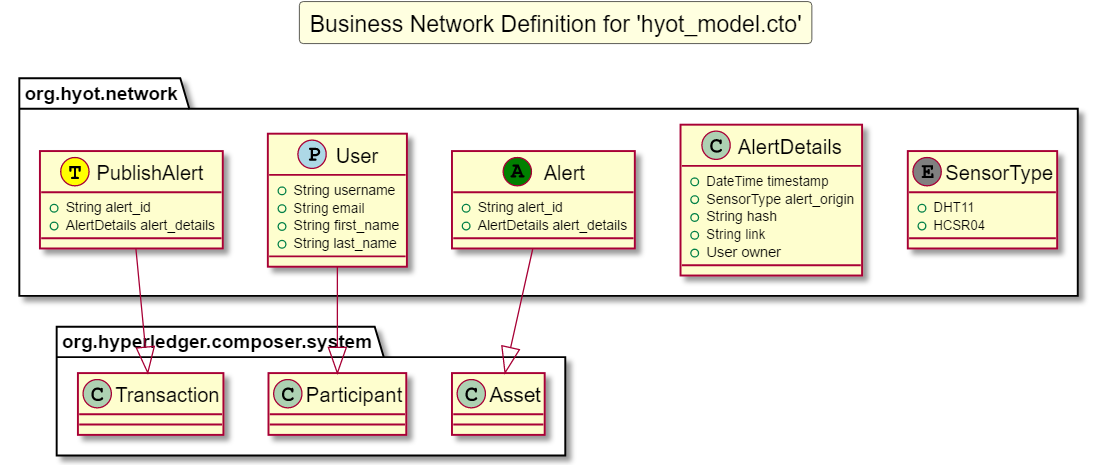 Business Network Definition for 'hyot_model.cto'
org.hyot.network
T PublishAlert
String alert_id
AlertDetails alert_details
P User
String username
String email
String first_name
String last_name
A Alert
String alert_id
AlertDetails alert_details
C AlertDetails
DateTime timestamp
SensorType alert_origin
String hash
String link
User owner
E SensorType
DHT11
HCSR04
org.hyperledger.composer.system
C Transaction
C Participant
C Asset